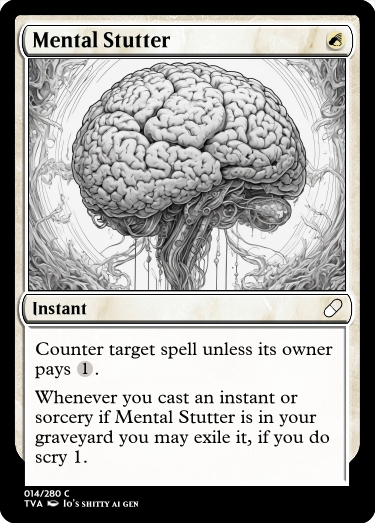 Mental Stutter
Instant
Counter target spell unless its owner
pays 1.
Whenever you cast an instant or
sorcery if Mental Stutter is in your
graveyard you may exile it, if you do
scry 1.
014/280 C
TVA Io's SHITTY AI GEN